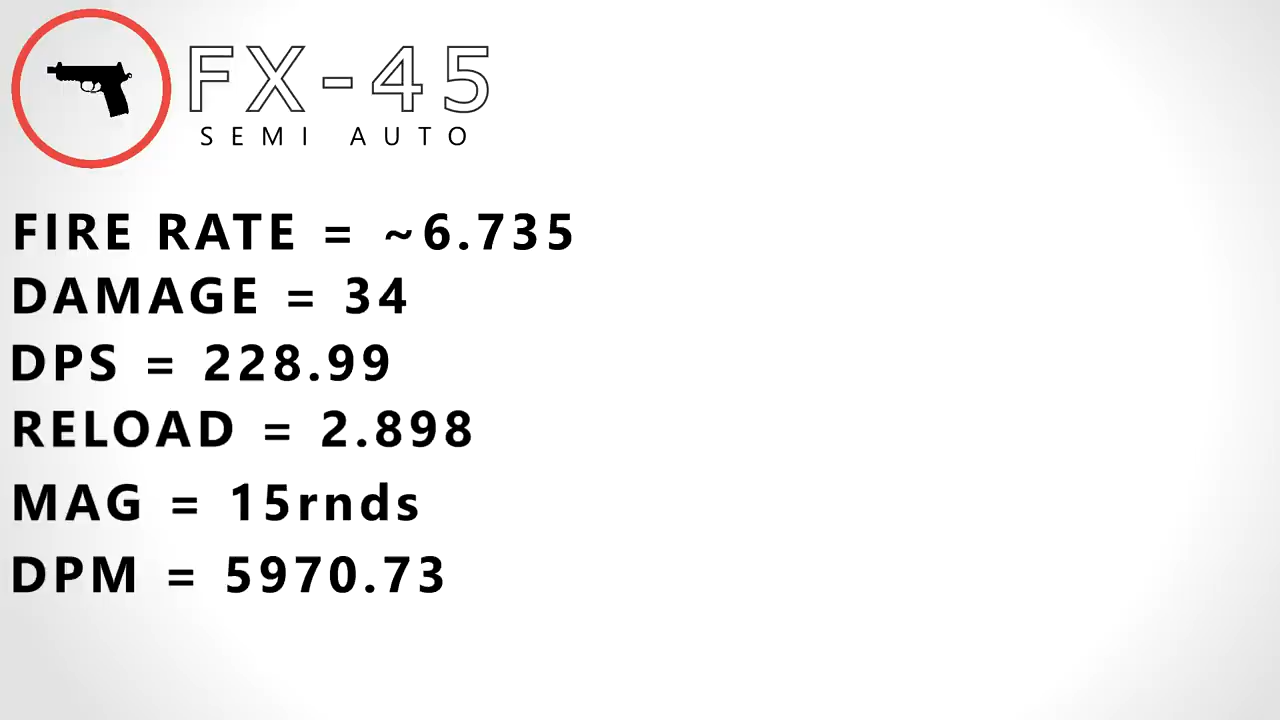 FX-45
SEMI AUTO
FIRE RATE = ~6.735
DAMAGE = 34
DPS = 228.99
RELOAD = 2.898
MAG = 15rnds
DPM = 5970.73